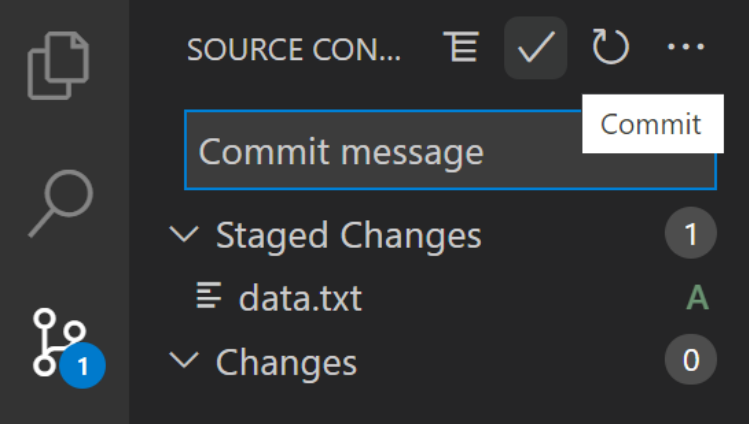 SOURCE CON...
Commit
Commit message
Staged Changes 1
data.txt A
1
Changes 0